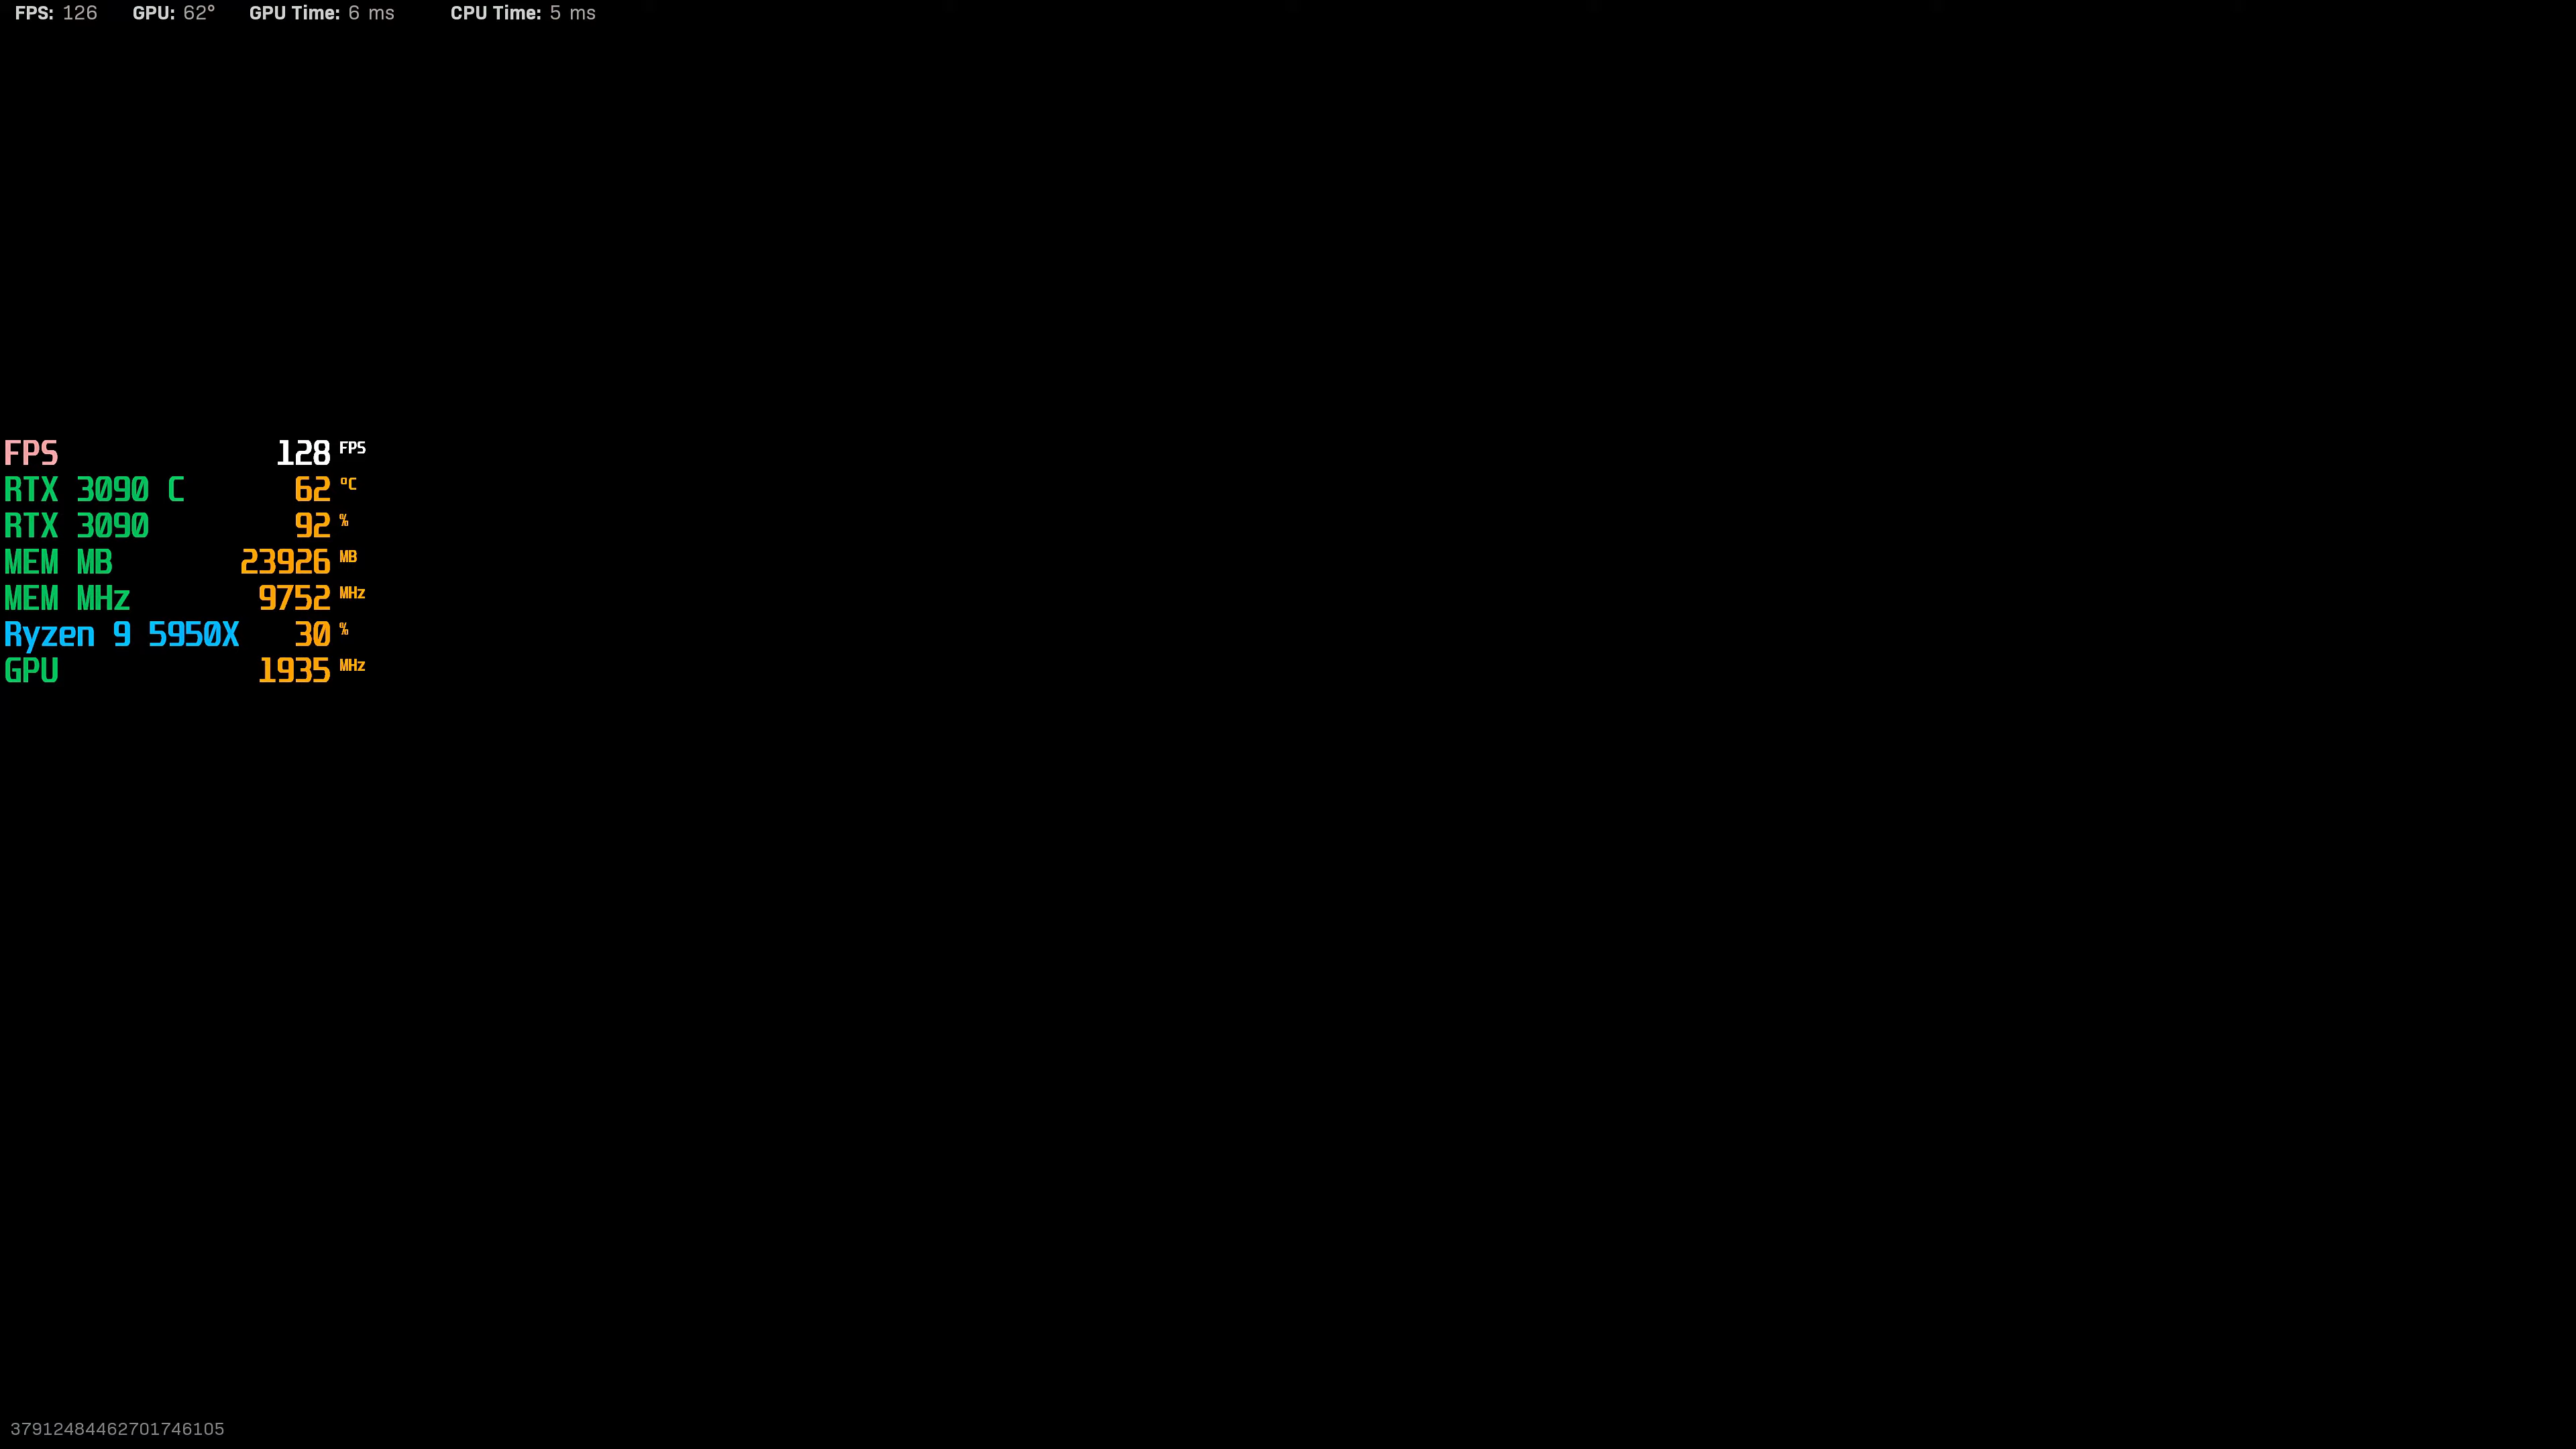 FPS: 126 GPU: 62° GPU Time: 6 ms CPU Time: 5 ms
FPS 128 FPS
RTX 3090 C 62 °C
RTX 3090 92 %
MEM MB 23926 MB
MEM MHz 9752 MHz
Ryzen 9 5950X 30 %
GPU 1935 MHz
37912484462701746105